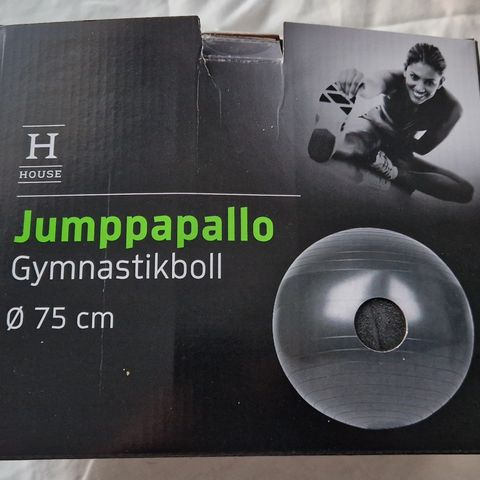 H
HOUSE
Jumppapallo
Gymnastikboll
Ø 75 cm